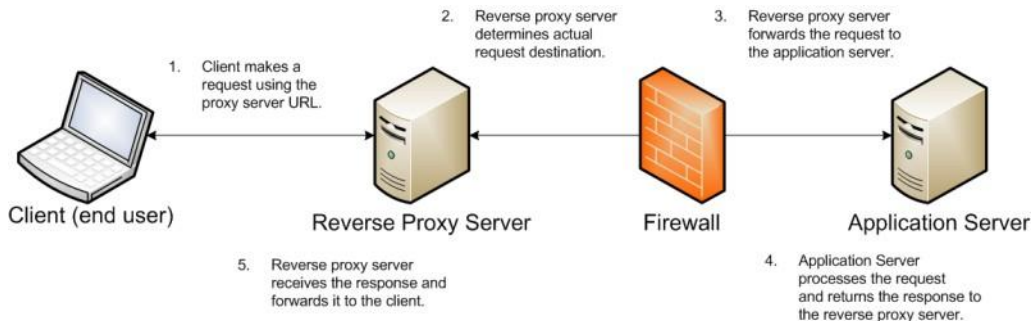 1. Client makes a
request using the
proxy server URL.
2. Reverse proxy server
determines actual
request destination.
3. Reverse proxy server
forwards the request to
the application server.
Client (end user)
Reverse Proxy Server
Firewall
Application Server
5. Reverse proxy server
receives the response and
forwards it to the client.
4. Application Server
processes the request
and returns the response to
the reverse proxy server.